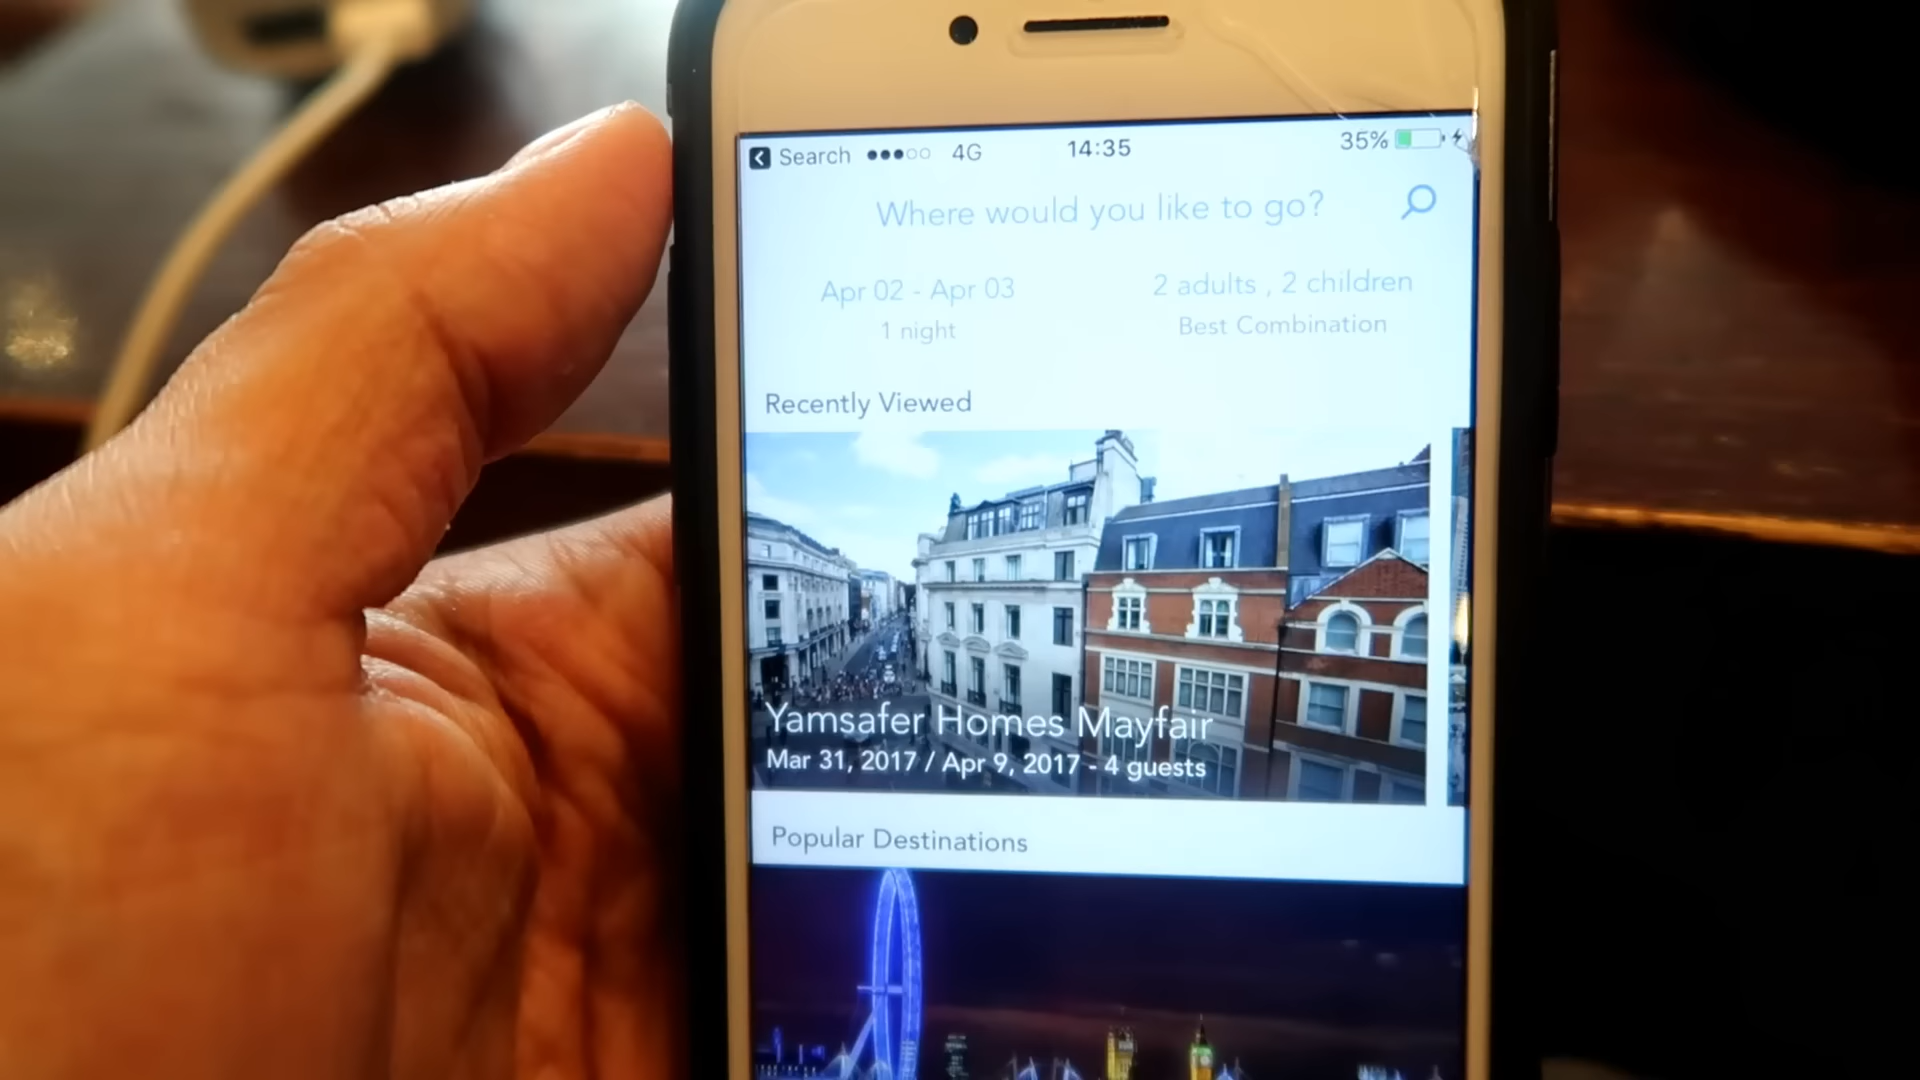 Search 4G 14:35 35%
Where would you like to go?
Apr 02 - Apr 03
1 night
2 adults , 2 children
Best Combination
Recently Viewed
Yamsafer Homes Mayfair
Mar 31, 2017 / Apr 9, 2017 - 4 guests
Popular Destinations